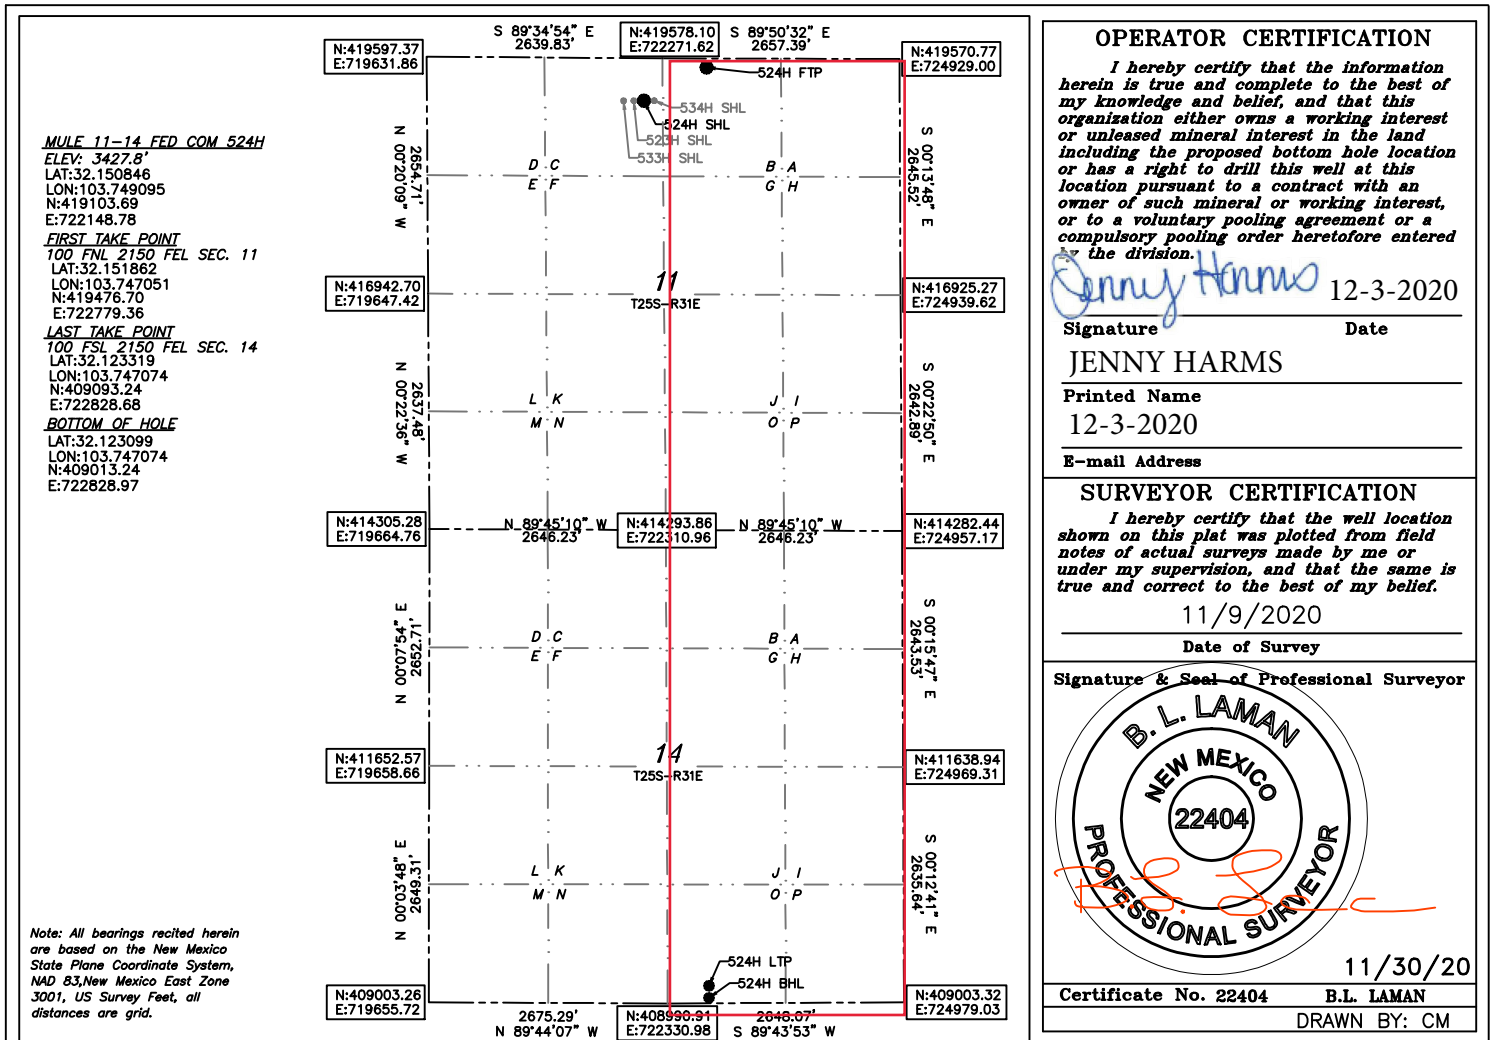 MULE 11-14 FED COM 524H
ELEV: 3427.8'
LAT:32.150846
LON:103.749095
N:419103.69
E:722148.78
FIRST TAKE POINT
100 FNL 2150 FEL SEC. 11
LAT:32.151862
LON:103.747051
N:419476.70
E:722779.36
LAST TAKE POINT
100 FSL 2150 FEL SEC. 14
LAT:32.123319
LON:103.747074
N:409093.24
E:722828.68
BOTTOM OF HOLE
LAT:32.123099
LON:103.747074
N:409013.24
E:722828.97
Note: All bearings recited herein
are based on the New Mexico
State Plane Coordinate System,
NAD 83,New Mexico East Zone
3001, US Survey Feet, all
distances are grid.
N:419597.37
E:719631.86
S 89°34'54" E
2639.83'
N:419578.10
E:722271.62
S 89°50'32" E
2657.39'
N:419570.77
E:724929.00
524H FTP
534H SHL
524H SHL
523H SHL
533H SHL
N 00°20'09" W
2654.71'
D C
E F
B A
G H
S 00°13'48" E
2645.52'
N:416942.70
E:719647.42
11
T25S-R31E
N:416925.27
E:724939.62
N 00°22'36" W
2637.48'
L K
M N
J I
O P
S 00°22'50" E
2642.89'
N:414305.28
E:719664.76
N 89°45'10" W
2646.23'
N:414293.86
E:722310.96
N 89°45'10" W
2646.23'
N:414282.44
E:724957.17
N 00°07'54" E
2652.71'
D C
E F
B A
G H
S 00°15'47" E
2643.53'
N:411652.57
E:719658.66
14
T25S-R31E
N:411638.94
E:724969.31
N 00°03'48" E
2649.31'
L K
M N
J I
O P
S 00°12'41" E
2635.64'
524H LTP
524H BHL
N:409003.26
E:719655.72
2675.29'
N 89°44'07" W
N:408990.91
E:722330.98
2648.07'
S 89°43'53" W
N:409003.32
E:724979.03
OPERATOR CERTIFICATION
I hereby certify that the information
herein is true and complete to the best of
my knowledge and belief, and that this
organization either owns a working interest
or unleased mineral interest in the land
including the proposed bottom hole location
or has a right to drill this well at this
location pursuant to a contract with an
owner of such mineral or working interest,
or to a voluntary pooling agreement or a
compulsory pooling order heretofore entered
by the division.
Jenny Harms 12-3-2020
Signature Date
JENNY HARMS
Printed Name
12-3-2020
E-mail Address
SURVEYOR CERTIFICATION
I hereby certify that the well location
shown on this plat was plotted from field
notes of actual surveys made by me or
under my supervision, and that the same is
true and correct to the best of my belief.
11/9/2020
Date of Survey
Signature & Seal of Professional Surveyor
B. L. LAMAN
NEW MEXICO
22404
PROFESSIONAL SURVEYOR
11/30/20
Certificate No. 22404 B.L. LAMAN
DRAWN BY: CM